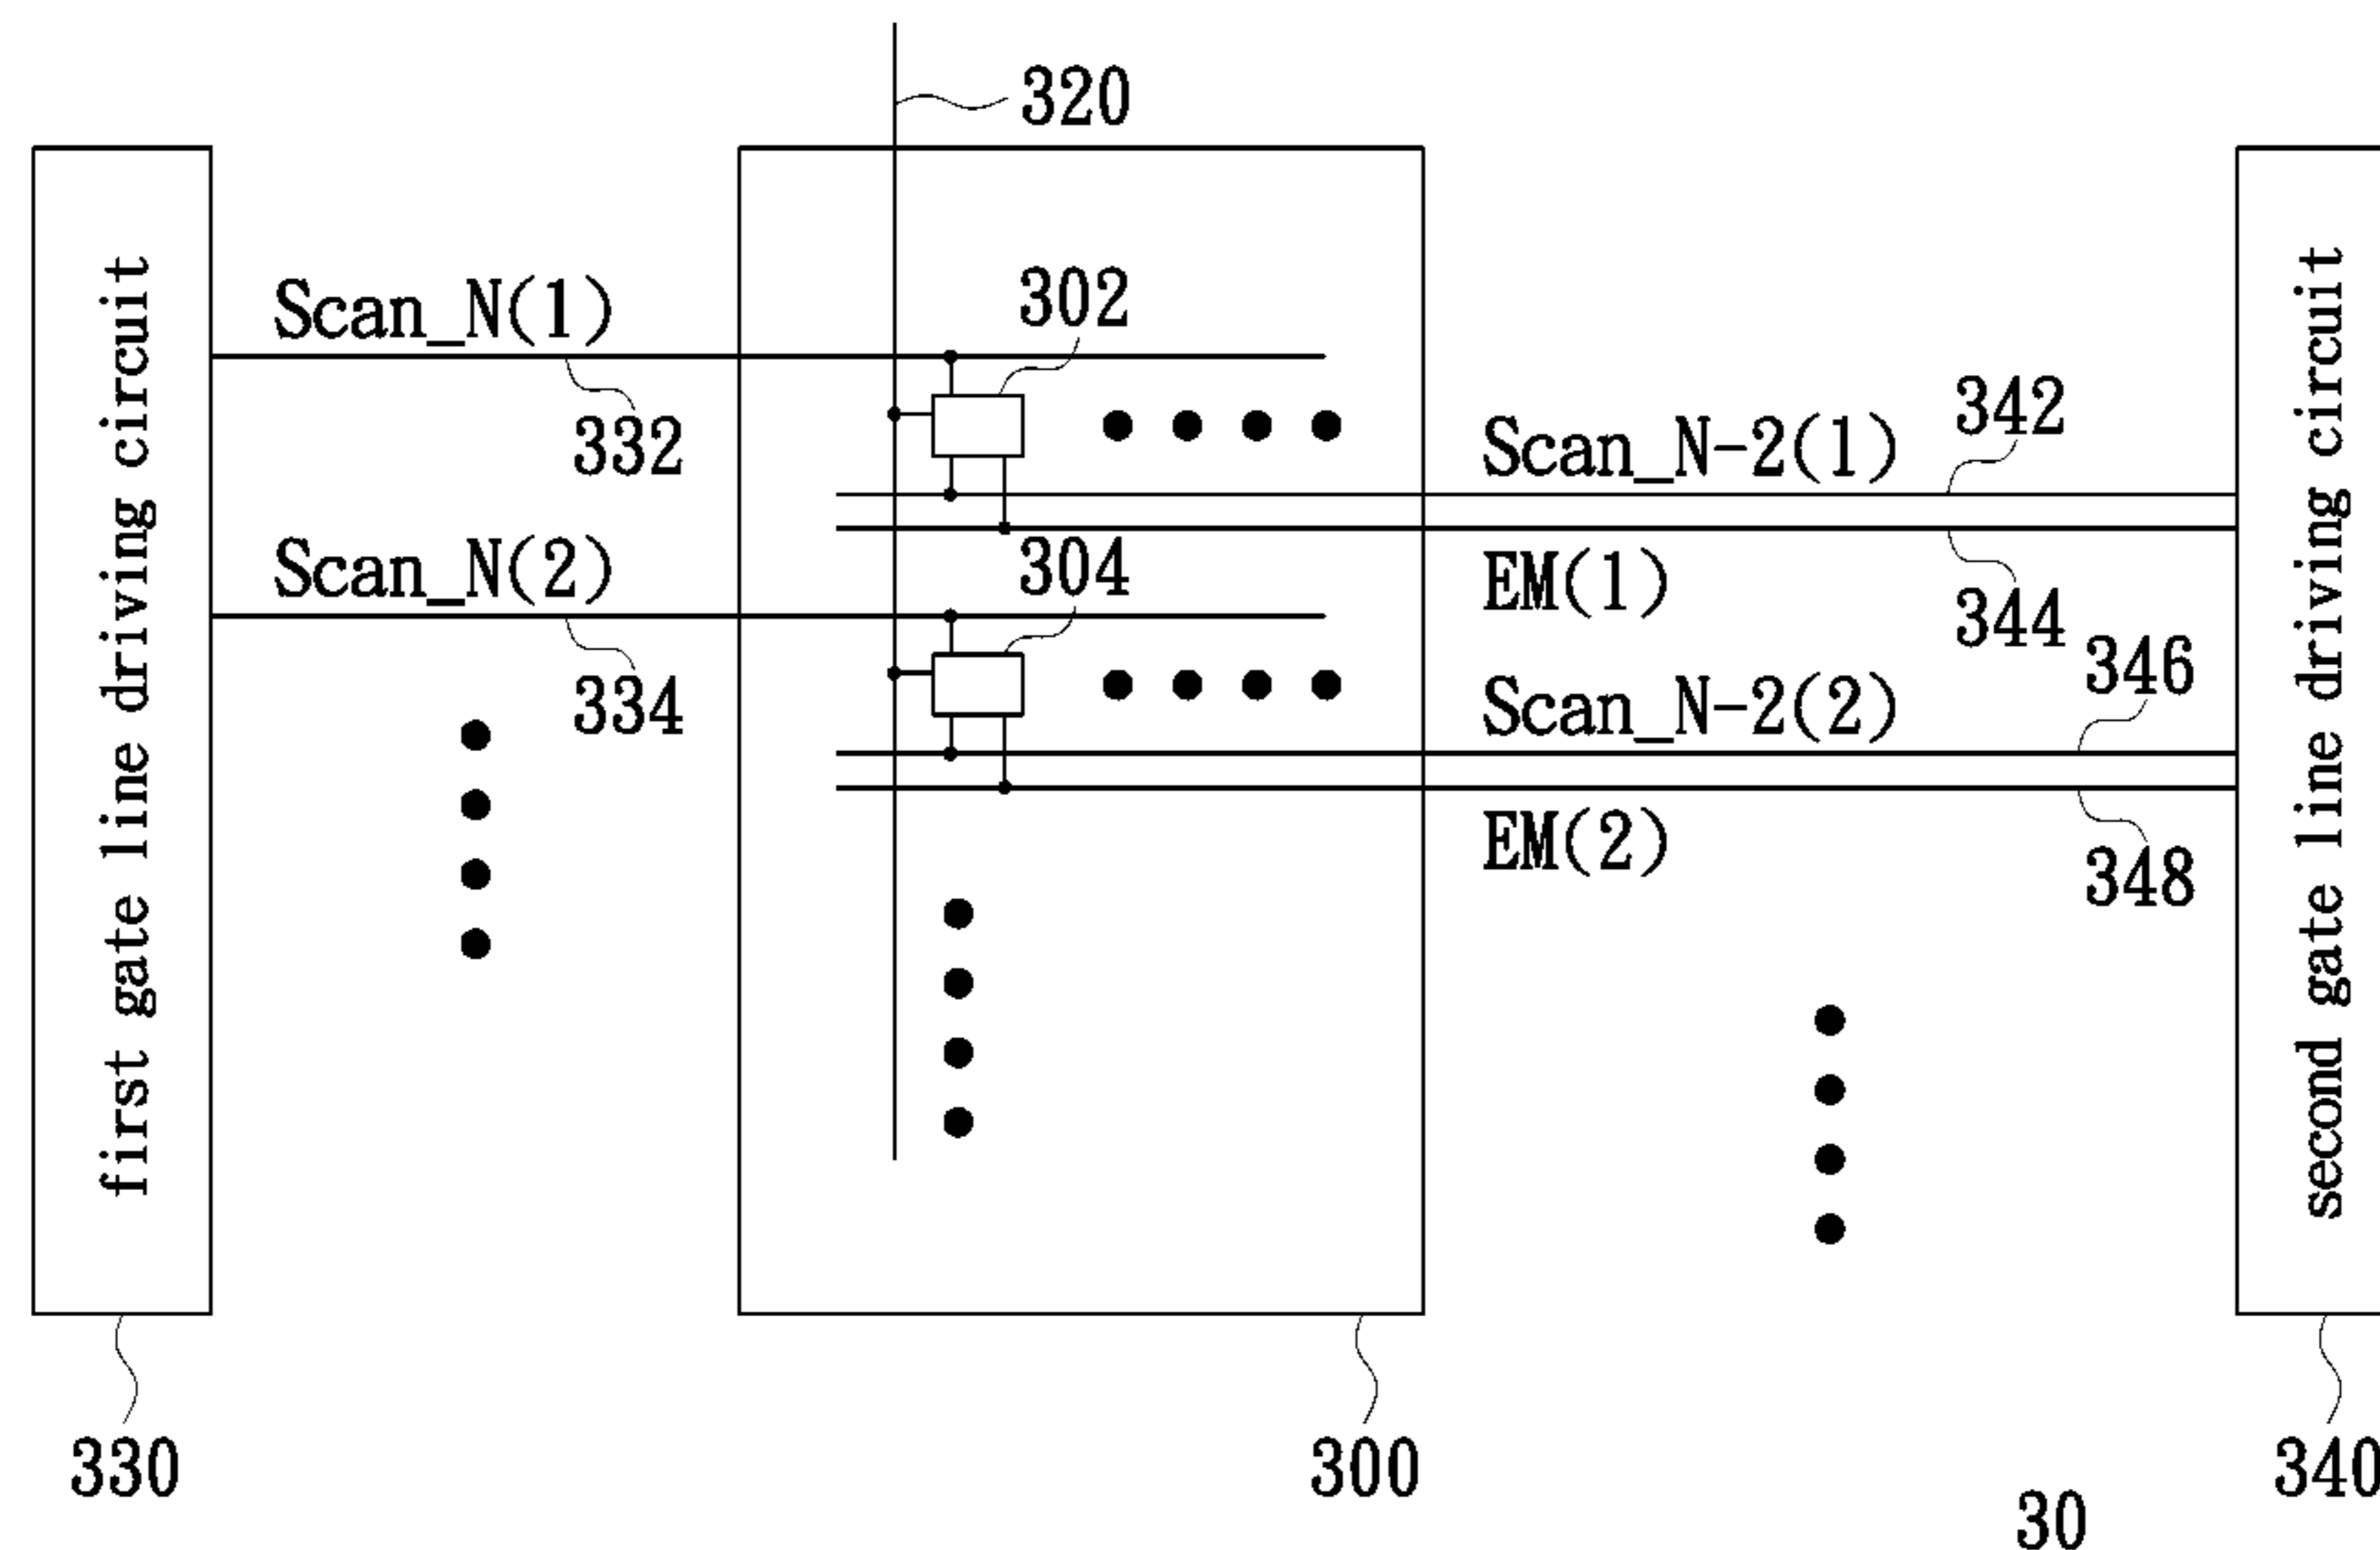 320
first gate line driving circuit
second gate line driving circuit
Scan_N(1)
302
332
342
Scan_N-2(1)
Scan_N(2)
304
EM(1)
344
334
346
Scan_N-2(2)
EM(2)
348
330
300
340
30